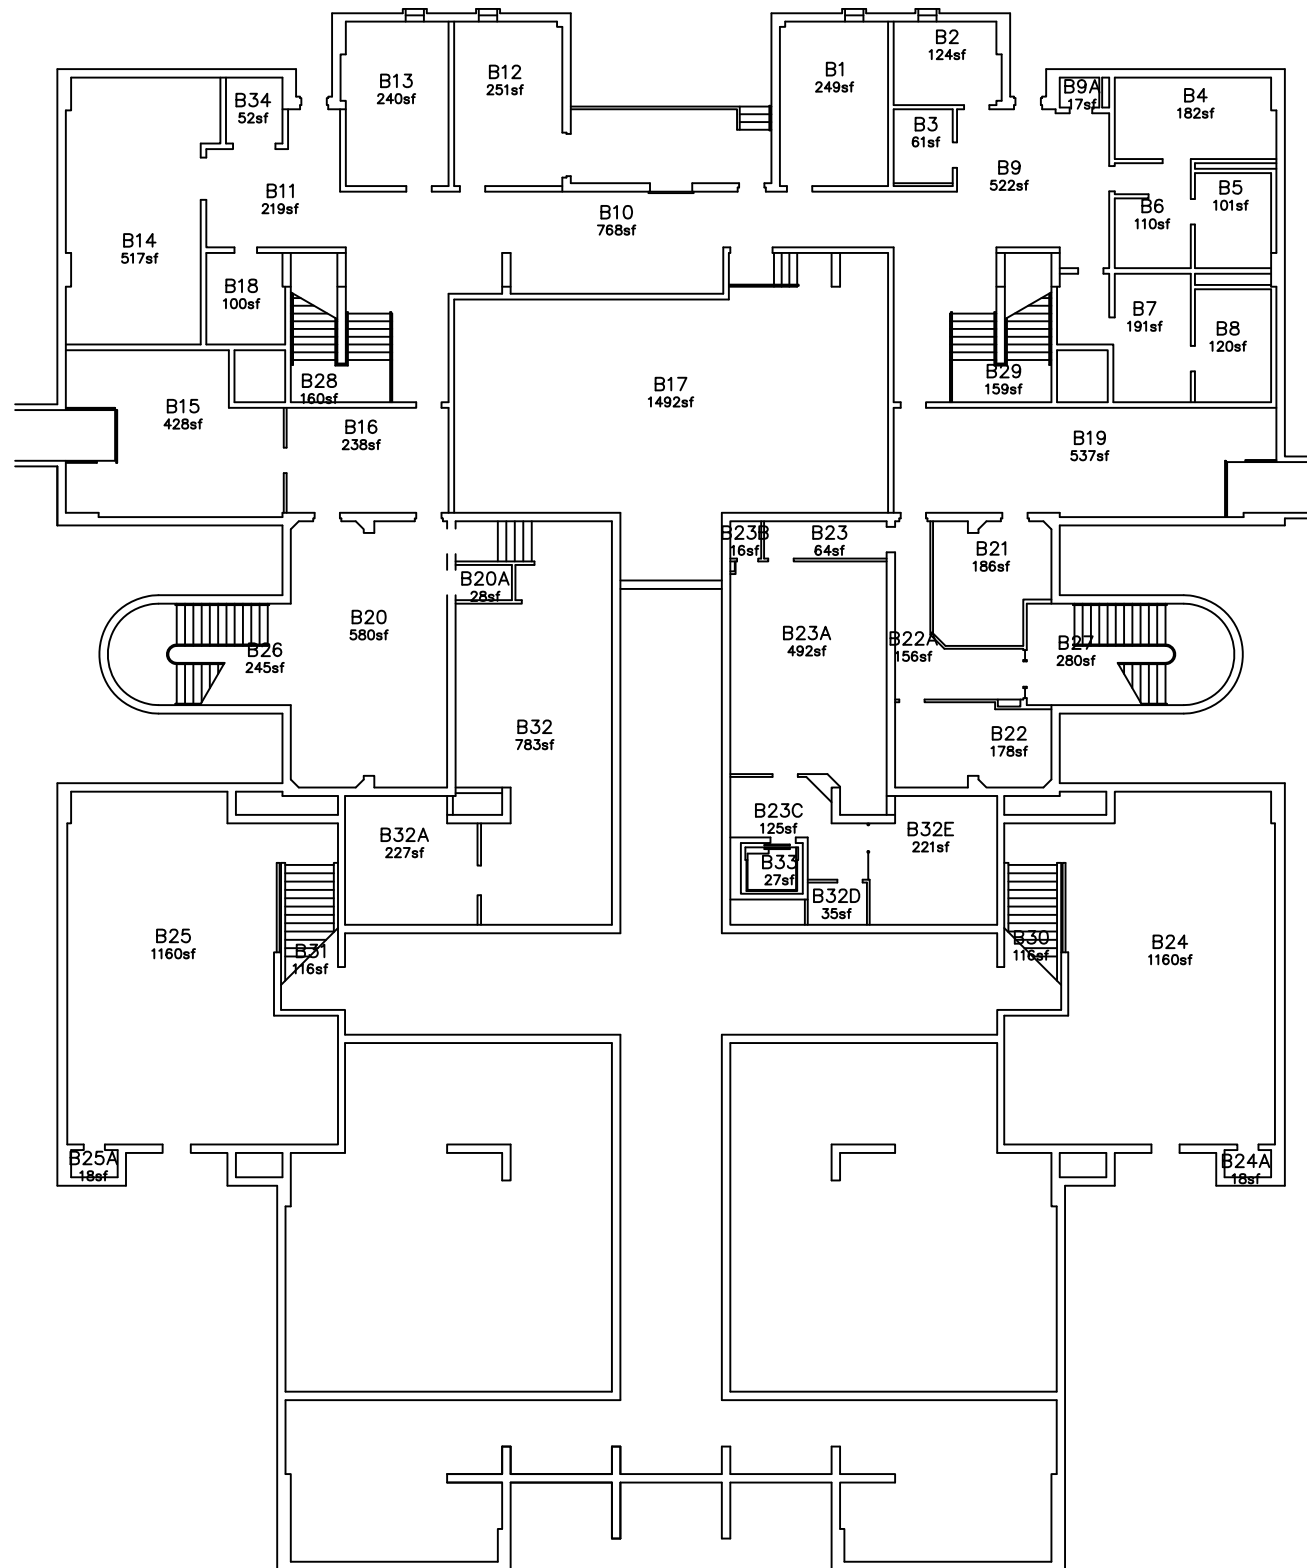 B2
124sf
B1
249sf
B12
251sf
B13
240sf
B34
52sf
B9A
17sf
B4
182sf
B3
61sf
B9
522sf
B5
101sf
B6
110sf
B11
219sf
B10
768sf
B14
517sf
B18
100sf
B7
191sf
B8
120sf
B28
160sf
B17
1492sf
B29
159sf
B15
428sf
B16
238sf
B19
537sf
B23B
16sf
B23
64sf
B21
186sf
B20A
28sf
B20
580sf
B26
245sf
B23A
492sf
B22A
156sf
B27
280sf
B32
783sf
B22
178sf
B32A
227sf
B23C
125sf
B32E
221sf
B33
27sf
B32D
35sf
B25
1160sf
B31
116sf
B30
116sf
B24
1160sf
B25A
18sf
B24A
18sf